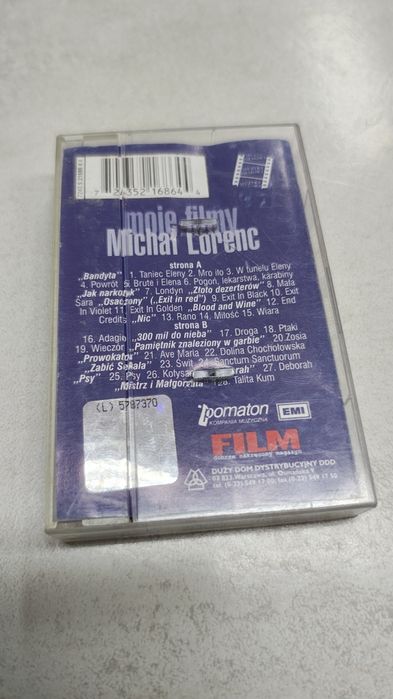 7 24352 16864 4
moje filmy
Michał Lorenc
strona A
„Bandyta" 1. Taniec Eleny 2. Mro ilo 3. W tunelu Eleny
4. Powrót 5. Brute i Elena 6. Pogoń, lekarstwa, karabiny
„Jak narkotyk" 7. Londyn „Złoto dezerterów" 8. Mała
Sara „Osaczony" („Exit in red") 9. Exit In Black 10. Exit
In Violet 11. Exit In Golden „Blood and Wine" 12. End
Credits „Nic" 13. Rano 14. Miłość 15. Wiara
strona B
16. Adagio „300 mil do nieba" 17. Droga 18. Ptaki
19. Wieczór „Pamiętnik znaleziony w garbie" 20. Zosia
„Prowokator" 21. Ave Maria 22. Dolina Chochołowska
„Zabić Sekala" 23. Świt 24. Sanctum Sanctuorum
„Psy" 25. Psy 26. Kołysan 27. Deborah
„Mistrz i Małgorzata" 28. Talita Kum
(L) 5797370
pomaton
KOMPANIA MUZYCZNA
EMI
FILM
dobrze nakręcony magazyn
DUŻY DOM DYSTRYBUCYJNY DDD